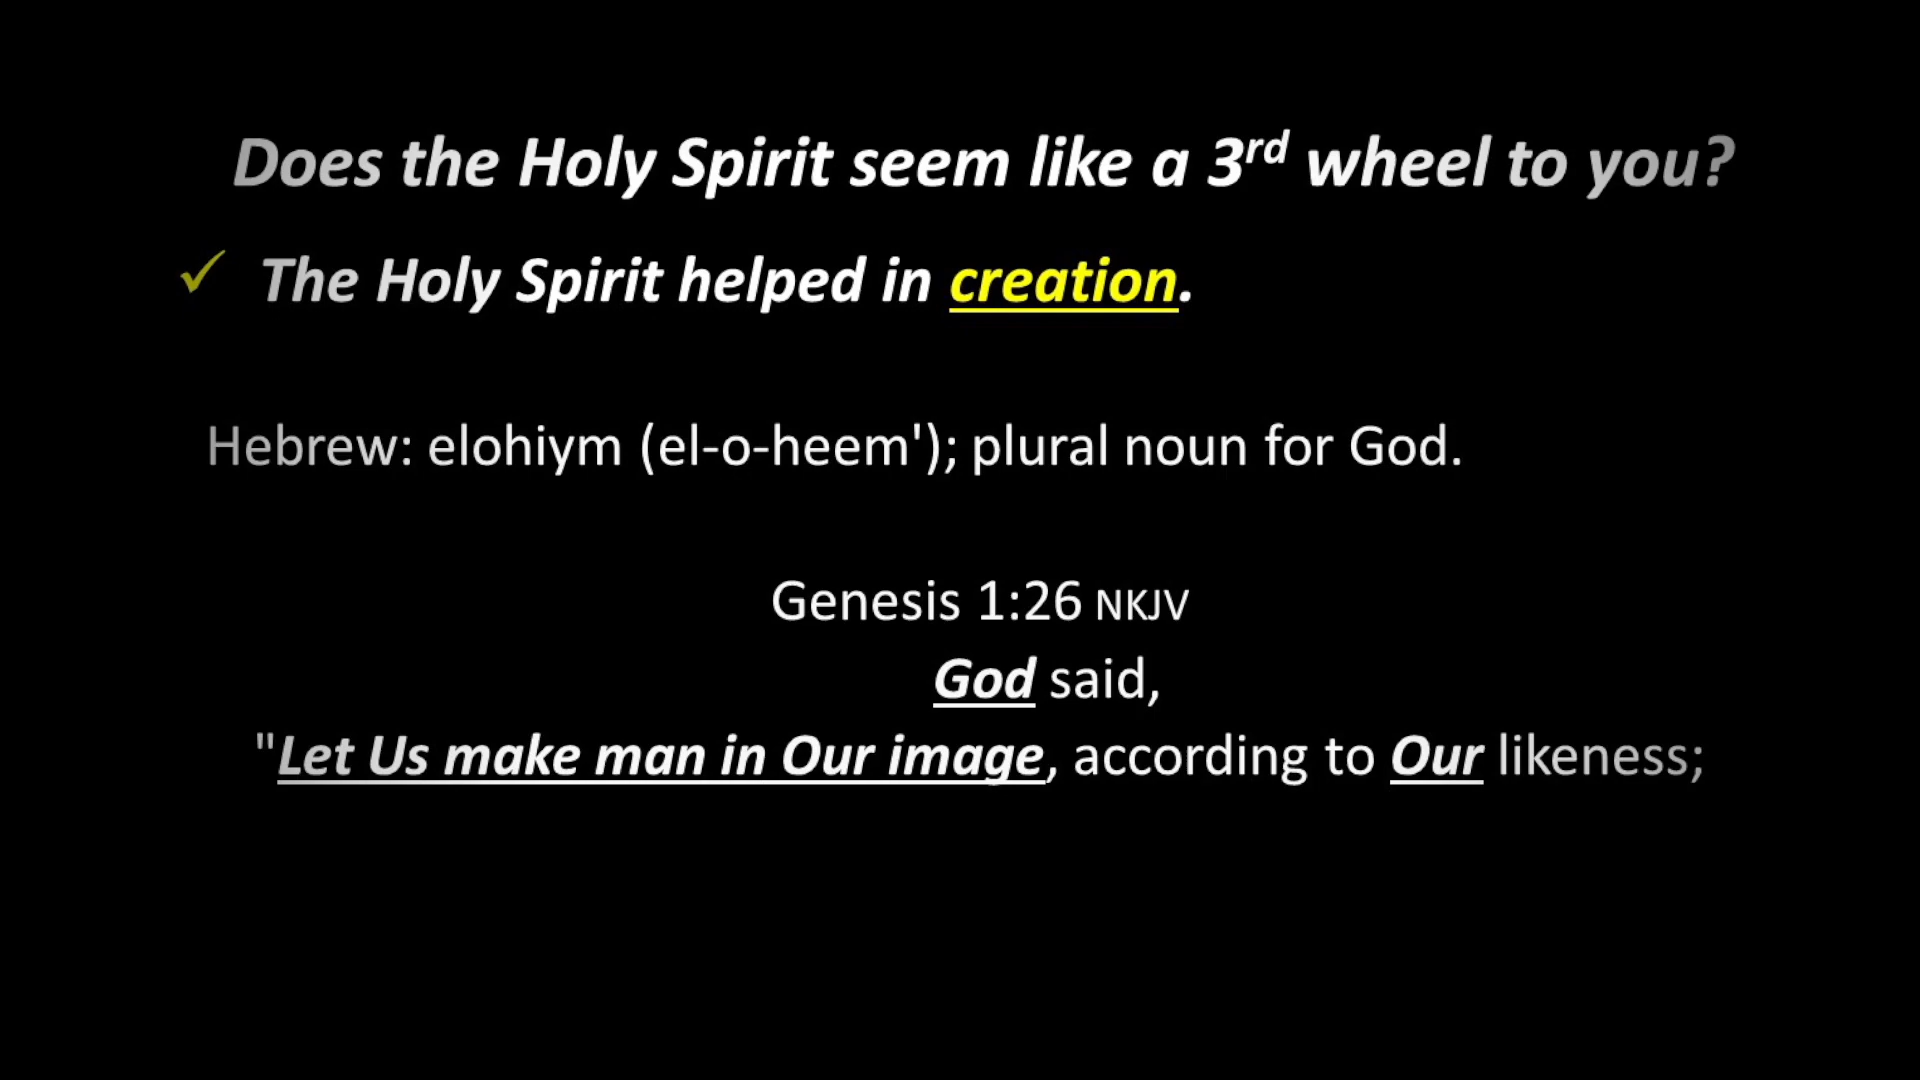 Does the Holy Spirit seem like a 3rd wheel to you?
✓ The Holy Spirit helped in creation.
Hebrew: elohiym (el-o-heem'); plural noun for God.
Genesis 1:26 NKJV
God said,
"Let Us make man in Our image, according to Our likeness;